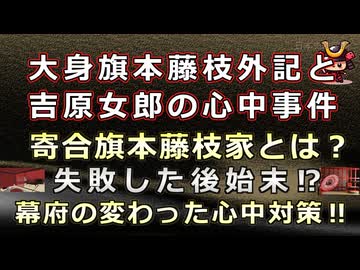 大身旗本藤枝外記と
吉原女郎の心中事件
寄合旗本藤枝家とは？
失敗した後始末⁉
幕府の変わった心中対策‼